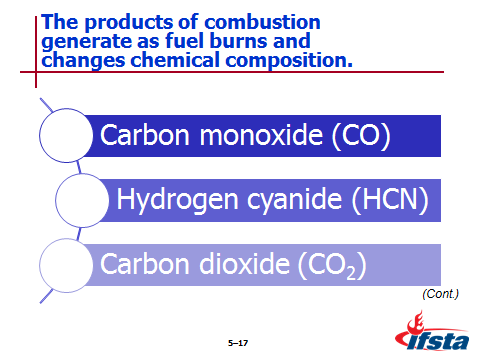 The products of combustion
generate as fuel burns and
changes chemical composition.
Carbon monoxide (CO)
Hydrogen cyanide (HCN)
Carbon dioxide (CO₂)
(Cont.)
5–17
ifsta